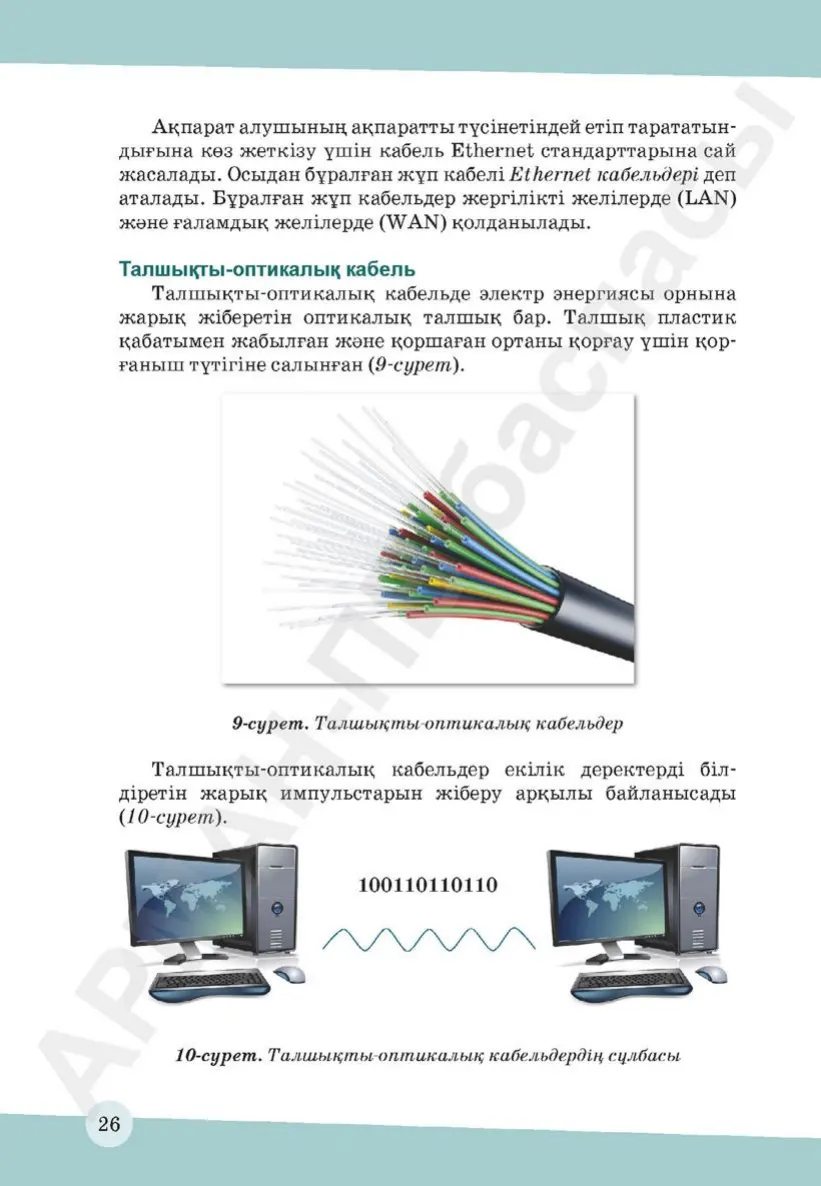 Ақпарат алушының ақпаратты түсінетіндей етіп тарататын-
дығына көз жеткізу үшін кабель Ethernet стандарттарына сай
жасалады. Осыдан бұралған жұп кабелі Ethernet кабельдері деп
аталады. Бұралған жұп кабельдер жергілікті желілерде (LAN)
және ғаламдық желілерде (WAN) қолданылады.
Талшықты-оптикалық кабель
Талшықты-оптикалық кабельде электр энергиясы орнына
жарық жіберетін оптикалық талшық бар. Талшық пластик
қабатымен жабылған және қоршаған ортаны қорғау үшін қор-
ғаныш түтігіне салынған (9-сурет).
9-сурет. Талшықты-оптикалық кабельдер
Талшықты-оптикалық кабельдер екілік деректерді біл-
діретін жарық импульстарын жіберу арқылы байланысады
(10-сурет).
100110110110
10-сурет. Талшықты-оптикалық кабельдердің сұлбасы
26